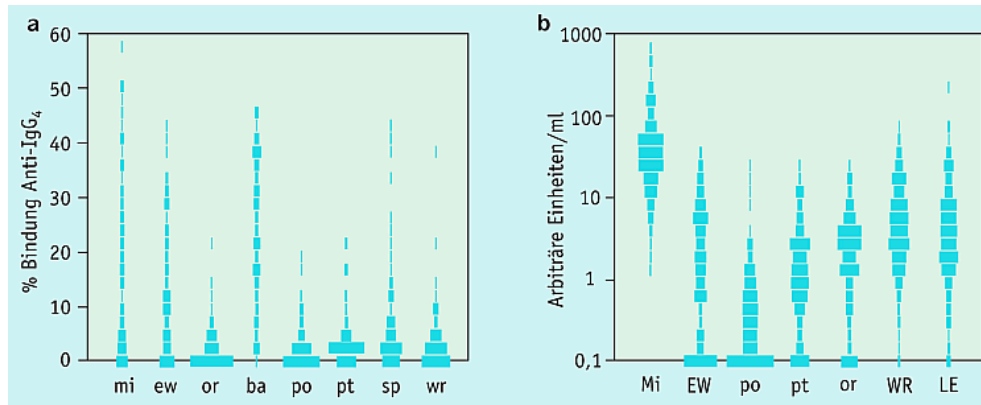 a
% Bindung Anti-IgG4
60
50
40
30
20
10
0
mi ew or ba po pt sp wr
b
Arbiträre Einheiten/ml
1000
100
10
1
0,1
Mi EW po pt or WR LE